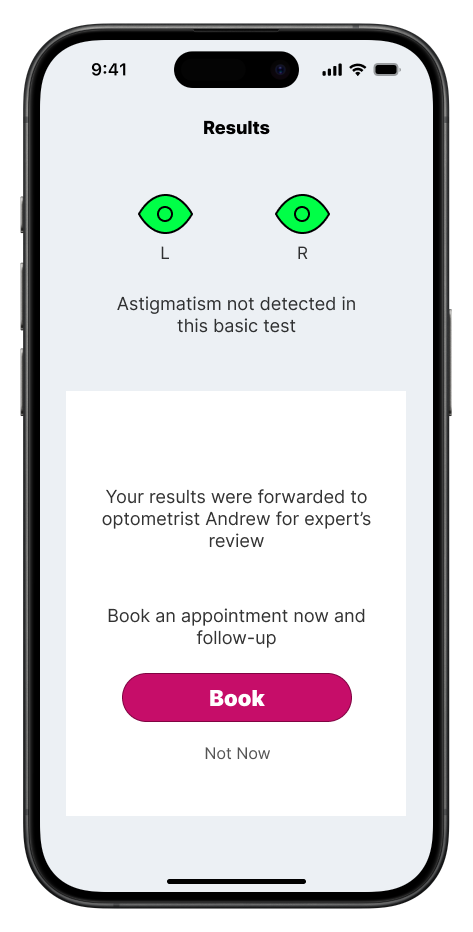 9:41
Results
L
R
Astigmatism not detected in
this basic test
Your results were forwarded to
optometrist Andrew for expert’s
review
Book an appointment now and
follow-up
Book
Not Now